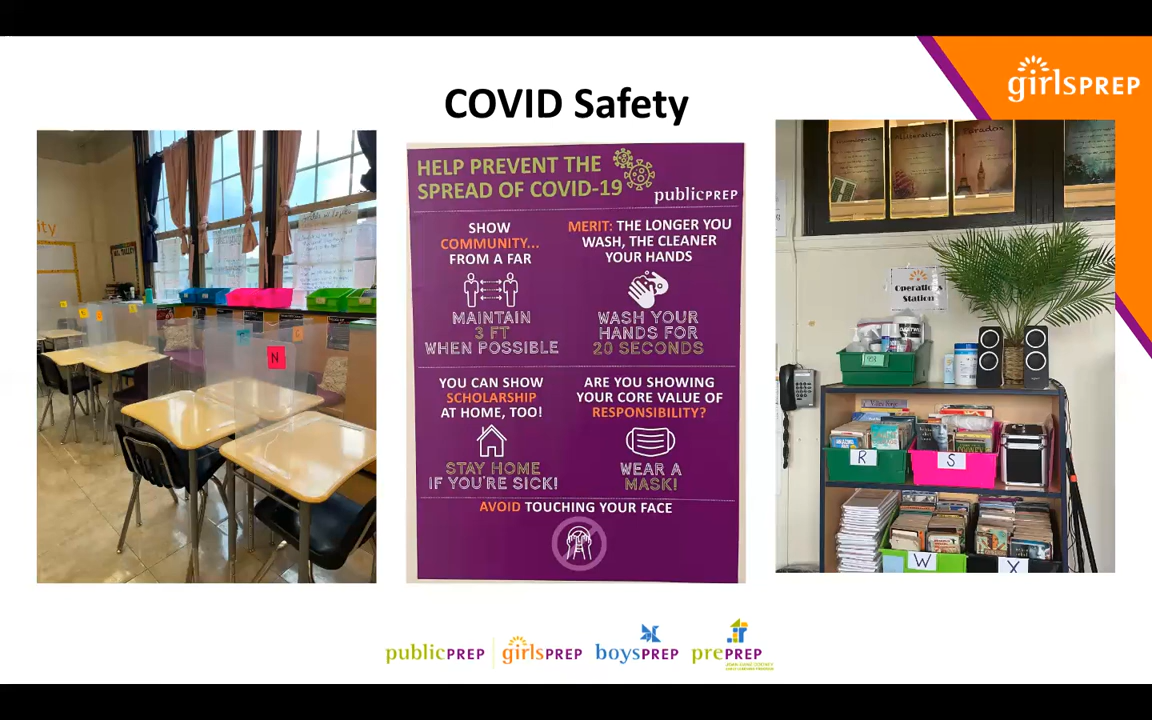 girlsPREP
COVID Safety
HELP PREVENT THE
SPREAD OF COVID-19
publicPREP
SHOW
COMMUNITY...
FROM A FAR
MAINTAIN
3 FT
WHEN POSSIBLE
MERIT: THE LONGER YOU
WASH, THE CLEANER
YOUR HANDS
WASH YOUR
HANDS FOR
20 SECONDS
YOU CAN SHOW
SCHOLARSHIP
AT HOME, TOO!
STAY HOME
IF YOU'RE SICK!
ARE YOU SHOWING
YOUR CORE VALUE OF
RESPONSIBILITY?
WEAR A
MASK!
AVOID TOUCHING YOUR FACE
N
Paradox
Operations
Station
R
S
W
X
publicPREP
girlsPREP
boysPREP
prePREP